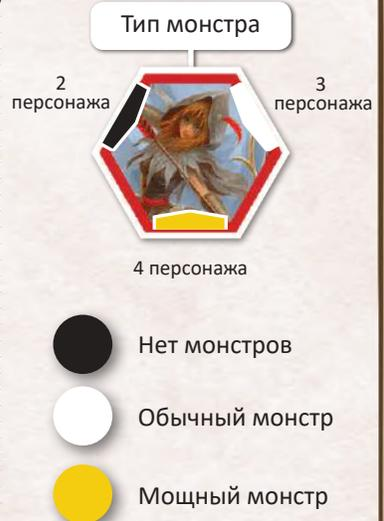 Тип монстра
2
персонажа
3
персонажа
4 персонажа
Нет монстров
Обычный монстр
Мощный монстр